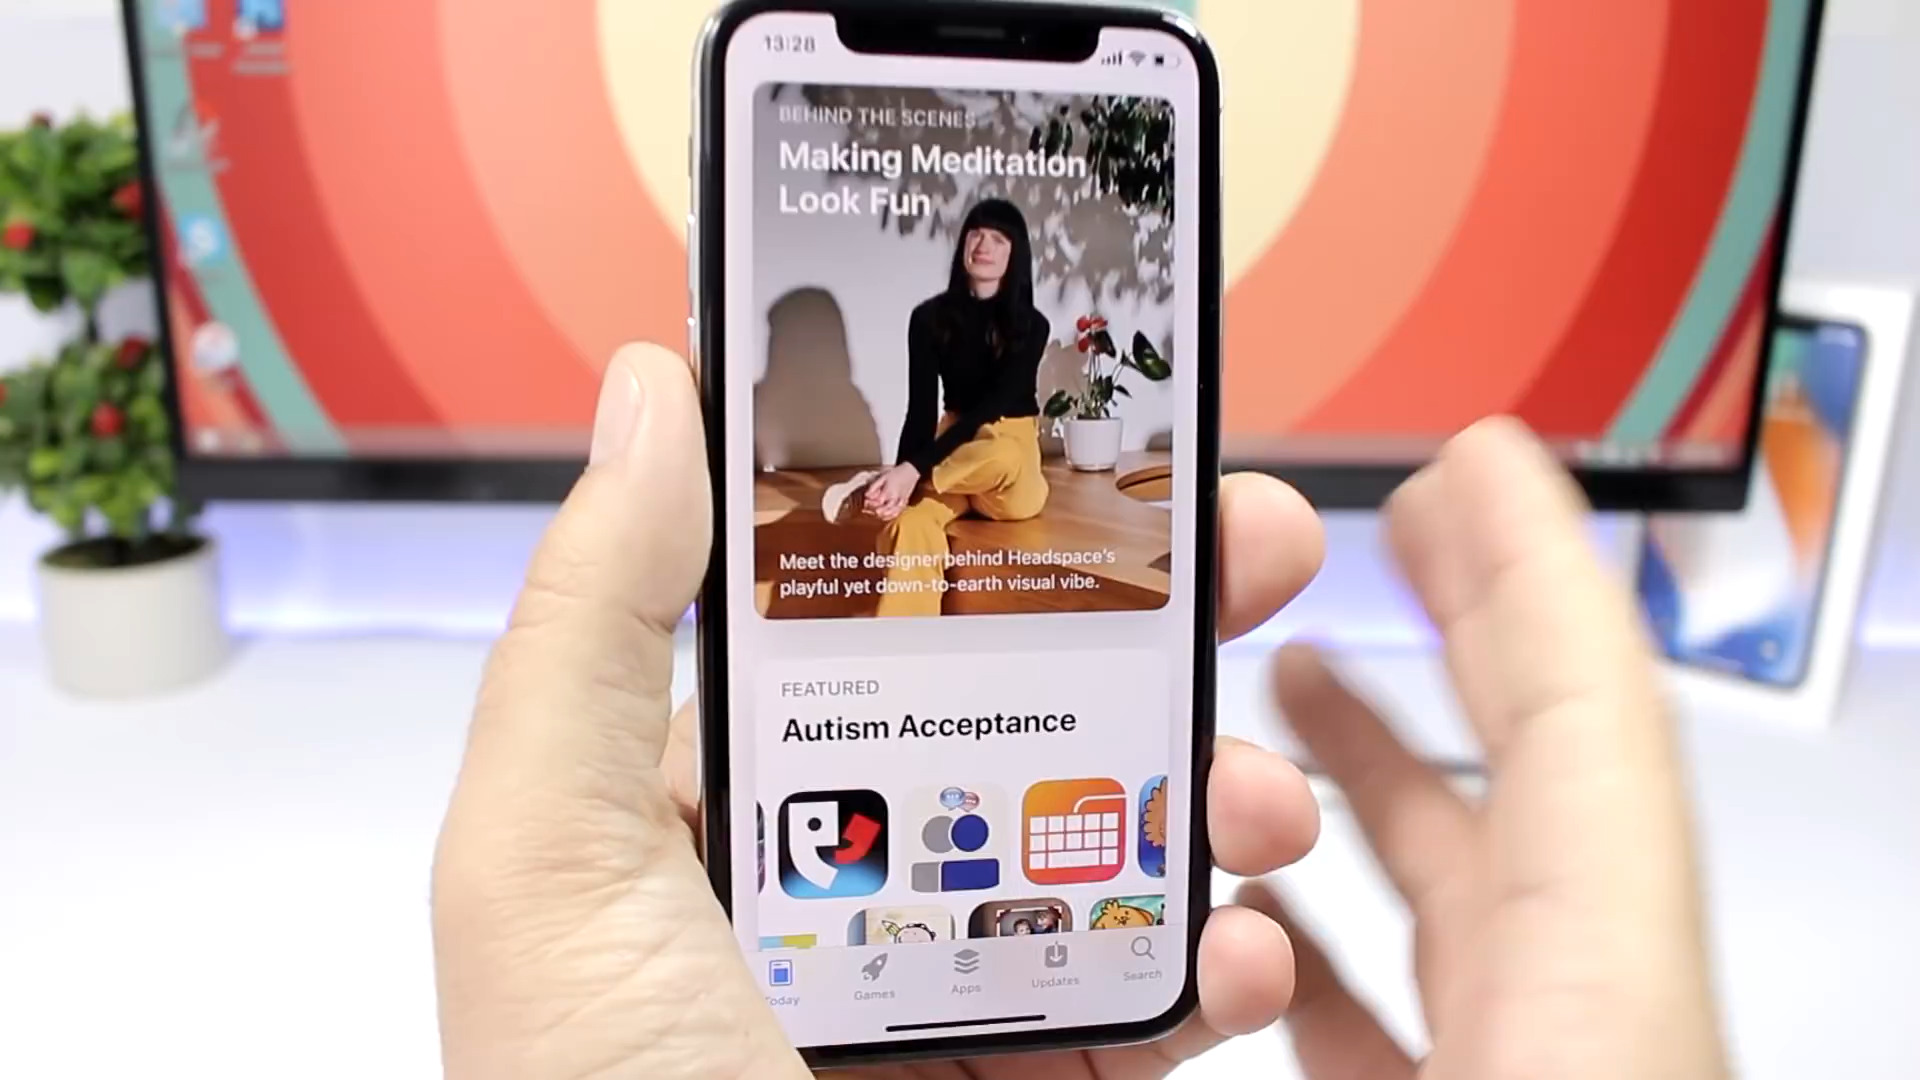 13:28
BEHIND THE SCENES
Making Meditation
Look Fun
Meet the designer behind Headspace's
playful yet down-to-earth visual vibe.
FEATURED
Autism Acceptance
Today
Games
Apps
Updates
Search